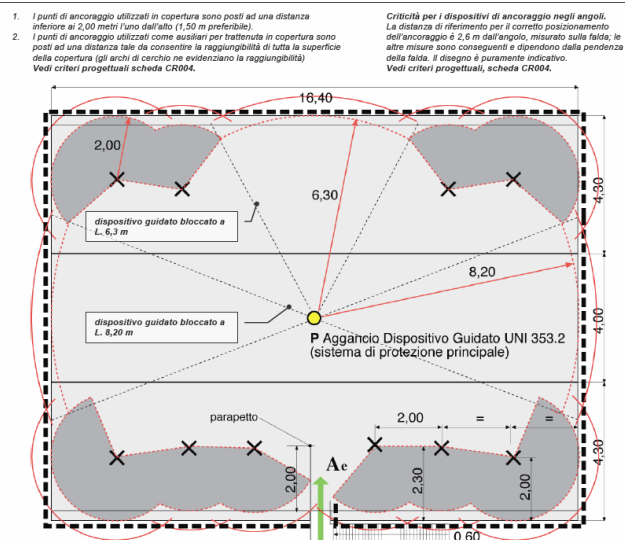 1. I punti di ancoraggio utilizzati in copertura sono posti ad una distanza
inferiore ai 2,00 metri l'uno dall'alto (1,50 m preferibile).
2. I punti di ancoraggio utilizzati come ausiliari per trattenuta in copertura sono
posti ad una distanza tale da consentire la raggiungibilità di tutta la superficie
della copertura (gli archi di cerchio ne evidenziano la raggiungibilità)
Vedi criteri progettuali scheda CR004.
Criticità per i dispositivi di ancoraggio negli angoli.
La distanza di riferimento per il corretto posizionamento
dell'ancoraggio è 2,6 m dall'angolo, misurato sulla falda; le
altre misure sono conseguenti e dipendono dalla pendenza
della falda. Il disegno è puramente indicativo.
Vedi criteri progettuali, scheda CR004.
16,40
2,00
6,30
4,30
dispositivo guidato bloccato a
L. 6,3 m
8,20
dispositivo guidato bloccato a
L. 8,20 m
P Aggancio Dispositivo Guidato UNI 353.2
(sistema di protezione principale)
4,00
parapetto
2,00
=
=
Ae
2,00
2,30
2,00
4,30
0,60